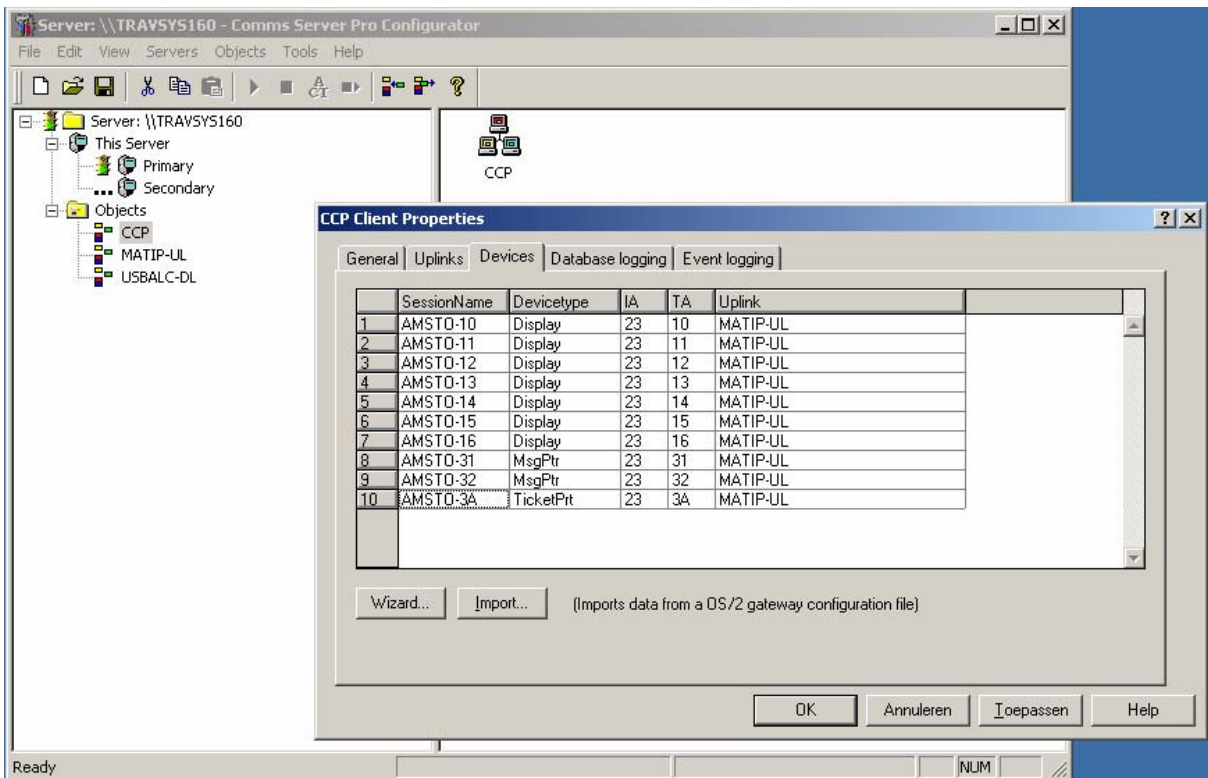 Server: \\TRAVSYS160 - Comms Server Pro Configurator
File Edit View Servers Objects Tools Help
Server: \\TRAVSYS160
This Server
Primary
Secondary
Objects
CCP
MATIP-UL
USBALC-DL
CCP
CCP Client Properties
General Uplinks Devices Database logging Event logging
SessionName Devicetype IA TA Uplink
1 AMSTO-10 Display 23 10 MATIP-UL
2 AMSTO-11 Display 23 11 MATIP-UL
3 AMSTO-12 Display 23 12 MATIP-UL
4 AMSTO-13 Display 23 13 MATIP-UL
5 AMSTO-14 Display 23 14 MATIP-UL
6 AMSTO-15 Display 23 15 MATIP-UL
7 AMSTO-16 Display 23 16 MATIP-UL
8 AMSTO-31 MsgPtr 23 31 MATIP-UL
9 AMSTO-32 MsgPtr 23 32 MATIP-UL
10 AMSTO-3A TicketPrt 23 3A MATIP-UL
Wizard... Import... (Imports data from a OS/2 gateway configuration file)
OK Annuleren Toepassen Help
Ready NUM